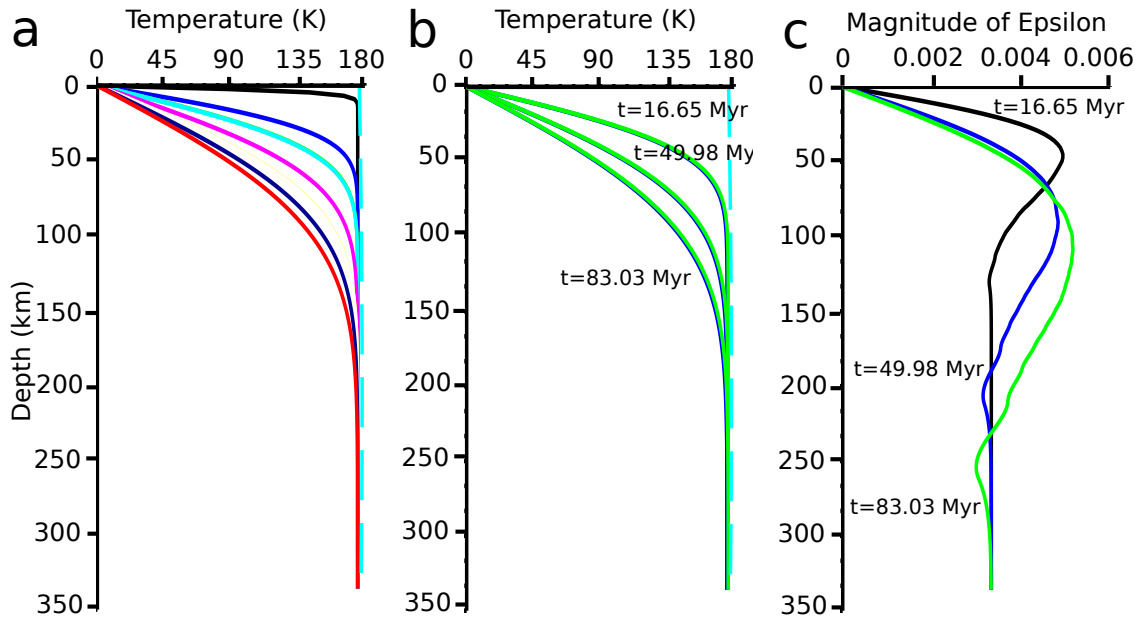 a
Temperature (K)
0 45 90 135 180
0
50
100
150
200
250
300
350
Depth (km)
b
Temperature (K)
0 45 90 135 180
0
50
100
150
200
250
300
350
t=16.65 Myr
t=49.98 My
t=83.03 Myr
c
Magnitude of Epsilon
0 0.002 0.004 0.006
0
50
100
150
200
250
300
350
t=16.65 Myr
t=49.98 Myr
t=83.03 Myr